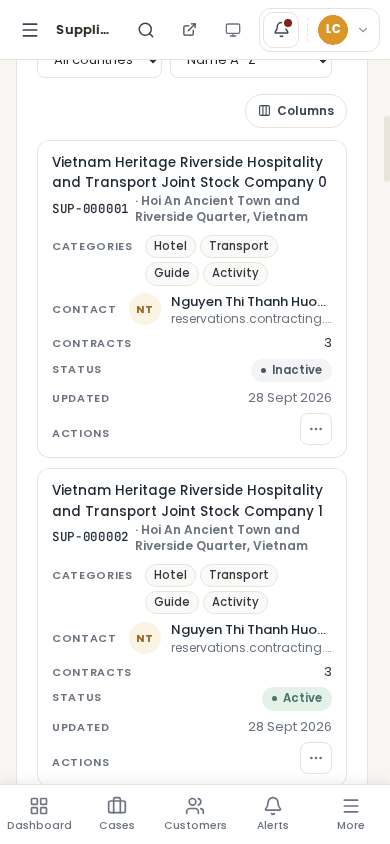 Suppli...
LC
All countries
Name A–Z
Columns
Vietnam Heritage Riverside Hospitality
and Transport Joint Stock Company 0
SUP-000001 · Hoi An Ancient Town and
Riverside Quarter, Vietnam
CATEGORIES Hotel Transport
Guide Activity
CONTACT NT Nguyen Thi Thanh Huo...
reservations.contracting....
CONTRACTS 3
STATUS Inactive
UPDATED 28 Sept 2026
ACTIONS
Vietnam Heritage Riverside Hospitality
and Transport Joint Stock Company 1
SUP-000002 · Hoi An Ancient Town and
Riverside Quarter, Vietnam
CATEGORIES Hotel Transport
Guide Activity
CONTACT NT Nguyen Thi Thanh Huo...
reservations.contracting....
CONTRACTS 3
STATUS Active
UPDATED 28 Sept 2026
ACTIONS
Dashboard Cases Customers Alerts More